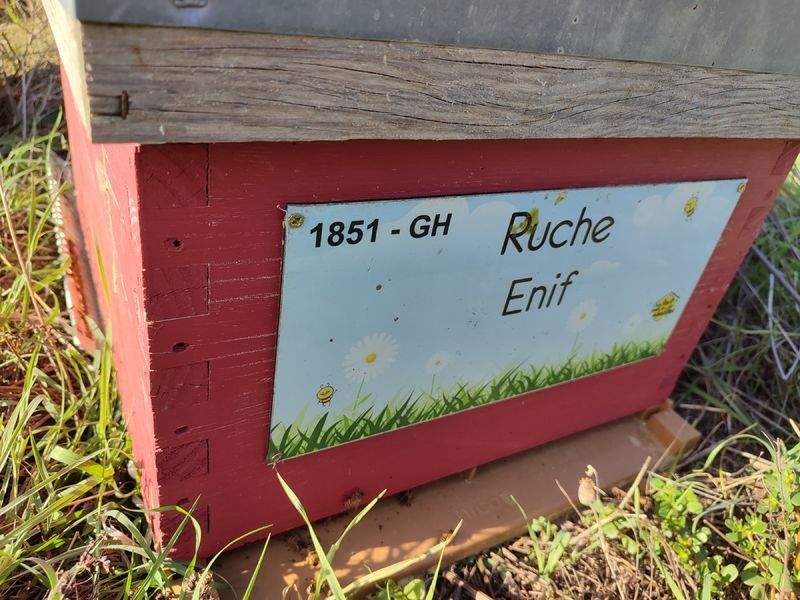 1851 - GH
Ruche
Enif